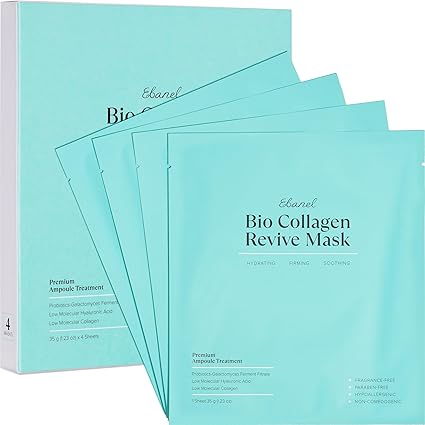 Ebanel
Bio Co
Premium
Ampoule Treatment
Probiotics-Galactomyces Ferment
Low Molecular Hyaluronic Acid
Low Molecular Collagen
35 g (1.23 oz) x 4 Sheets
4
Ebanel
Bio Collagen
Revive Mask
HYDRATING FIRMING SOOTHING
Premium
Ampoule Treatment
Probiotics-Galactomyces Ferment Filtrate
Low Molecular Hyaluronic Acid
Low Molecular Collagen
1 Sheet 35 g (1.23 oz)
FRAGRANCE-FREE
PARABEN-FREE
HYPOALLERGENIC
NON-COMEDOGENIC